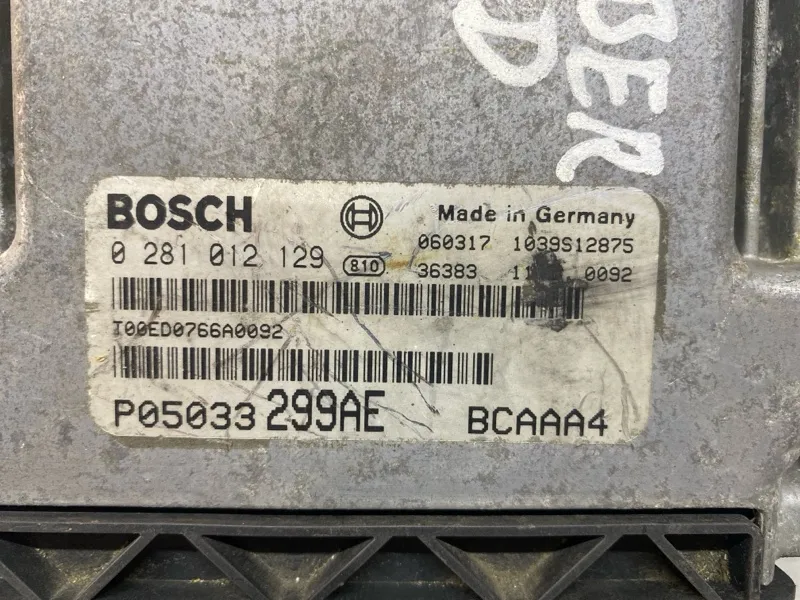 BER
D
BOSCH
Made in Germany
0 281 012 129
810
060317 1039S12875
36383 0092
T00ED0766A0092
P05033 299AE BCAAA4